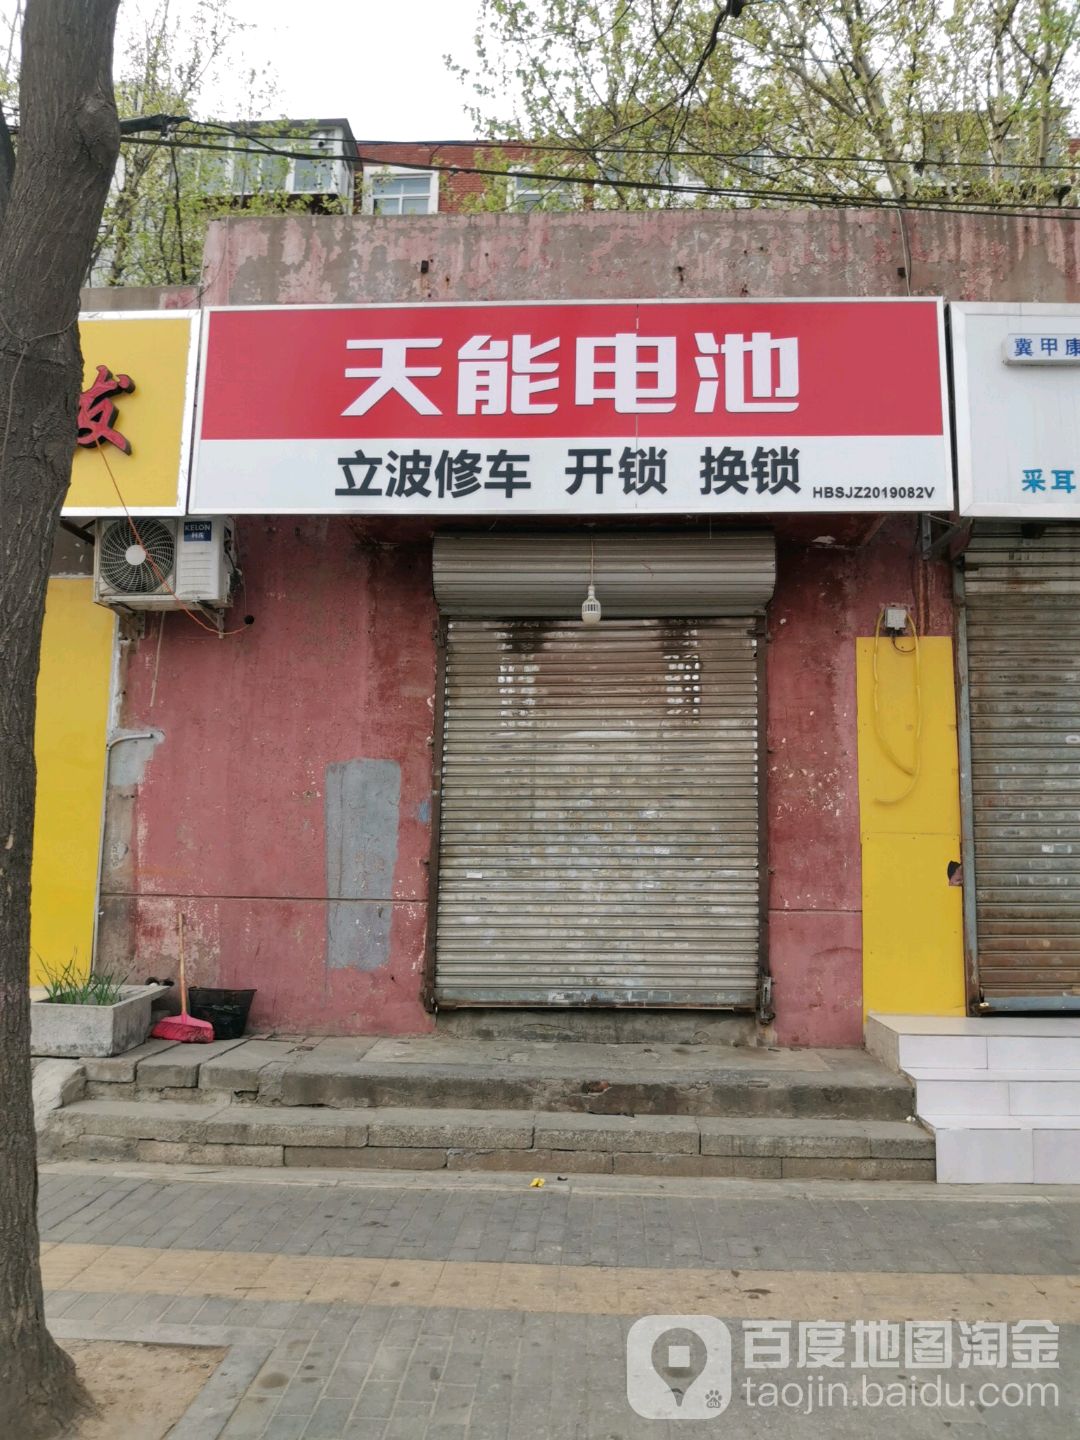 发
天能电池
立波修车 开锁 换锁
HBSJZ2019082V
冀甲康
采耳
KELON
百度地图淘金
taojin.baidu.com